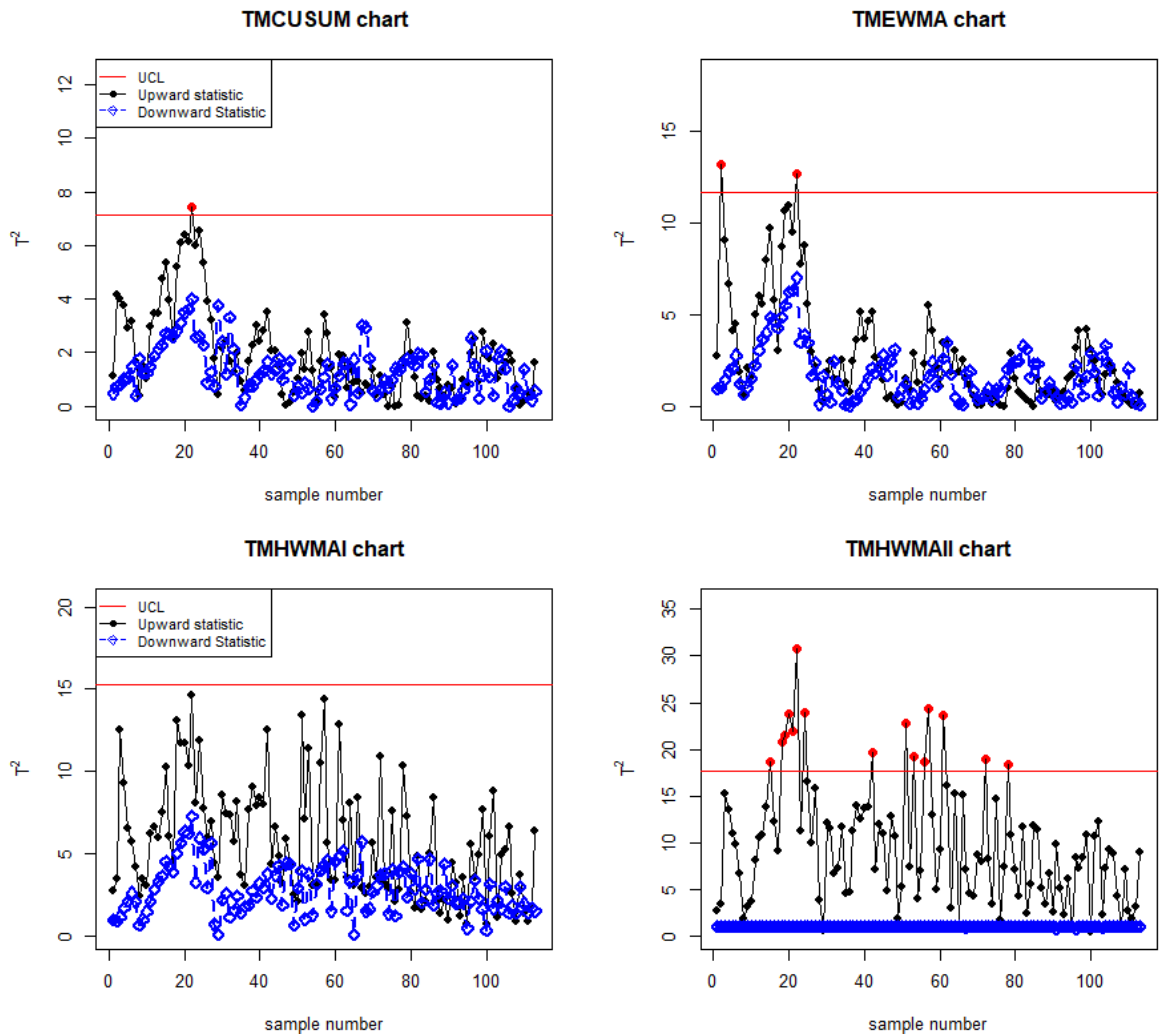 TMCUSUM chart
T²
12
10
8
6
4
2
0
UCL
Upward statistic
Downward Statistic
0 20 40 60 80 100
sample number
TMEWMA chart
T²
15
10
5
0
0 20 40 60 80 100
sample number
TMHWMAI chart
T²
20
15
10
5
0
UCL
Upward statistic
Downward Statistic
0 20 40 60 80 100
sample number
TMHWMAII chart
T²
35
30
25
20
15
10
5
0
0 20 40 60 80 100
sample number